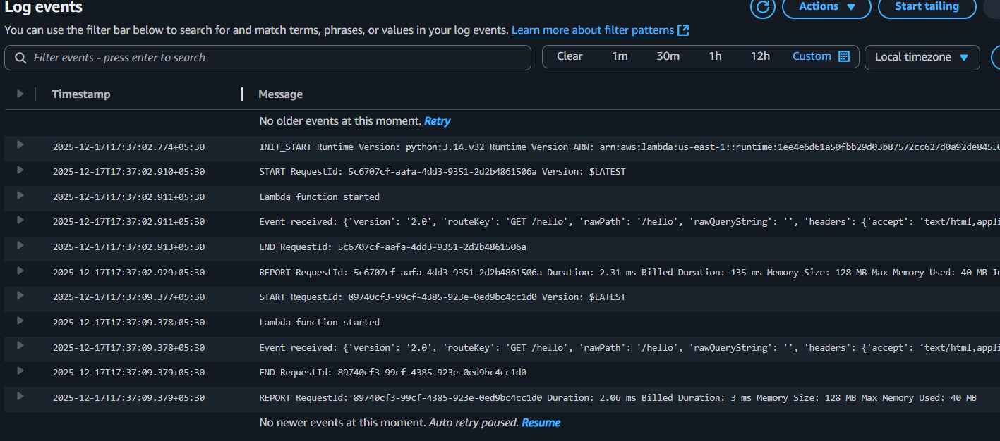 Log events
Actions
Start tailing
You can use the filter bar below to search for and match terms, phrases, or values in your log events. Learn more about filter patterns
Filter events - press enter to search
Clear 1m 30m 1h 12h Custom Local timezone
Timestamp Message
No older events at this moment. Retry
2025-12-17T17:37:02.774+05:30 INIT_START Runtime Version: python:3.14.v32 Runtime Version ARN: arn:aws:lambda:us-east-1::runtime:1ee4e6d61a50fbb29d03b87572cc627d0a92de8453
2025-12-17T17:37:02.910+05:30 START RequestId: 5c6707cf-aafa-4dd3-9351-2d2b4861506a Version: $LATEST
2025-12-17T17:37:02.911+05:30 Lambda function started
2025-12-17T17:37:02.911+05:30 Event received: {'version': '2.0', 'routeKey': 'GET /hello', 'rawPath': '/hello', 'rawQueryString': '', 'headers': {'accept': 'text/html,appli
2025-12-17T17:37:02.913+05:30 END RequestId: 5c6707cf-aafa-4dd3-9351-2d2b4861506a
2025-12-17T17:37:02.929+05:30 REPORT RequestId: 5c6707cf-aafa-4dd3-9351-2d2b4861506a Duration: 2.31 ms Billed Duration: 135 ms Memory Size: 128 MB Max Memory Used: 40 MB In
2025-12-17T17:37:09.377+05:30 START RequestId: 89740cf3-99cf-4385-923e-0ed9bc4cc1d0 Version: $LATEST
2025-12-17T17:37:09.378+05:30 Lambda function started
2025-12-17T17:37:09.378+05:30 Event received: {'version': '2.0', 'routeKey': 'GET /hello', 'rawPath': '/hello', 'rawQueryString': '', 'headers': {'accept': 'text/html,appli
2025-12-17T17:37:09.379+05:30 END RequestId: 89740cf3-99cf-4385-923e-0ed9bc4cc1d0
2025-12-17T17:37:09.379+05:30 REPORT RequestId: 89740cf3-99cf-4385-923e-0ed9bc4cc1d0 Duration: 2.06 ms Billed Duration: 3 ms Memory Size: 128 MB Max Memory Used: 40 MB
No newer events at this moment. Auto retry paused. Resume